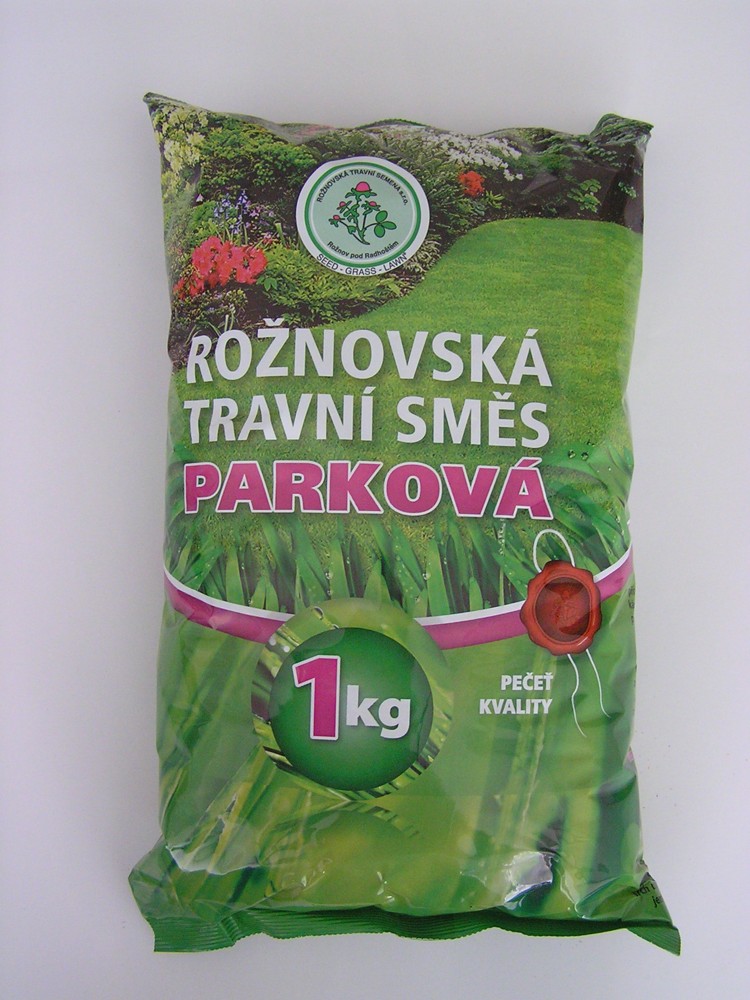 ROŽNOVSKÁ TRAVNÍ SEMENA s.r.o.
Rožnov pod Radhoštěm
SEED - GRASS - LAWN
ROŽNOVSKÁ
TRAVNÍ SMĚS
PARKOVÁ
1kg
PEČEŤ
KVALITY